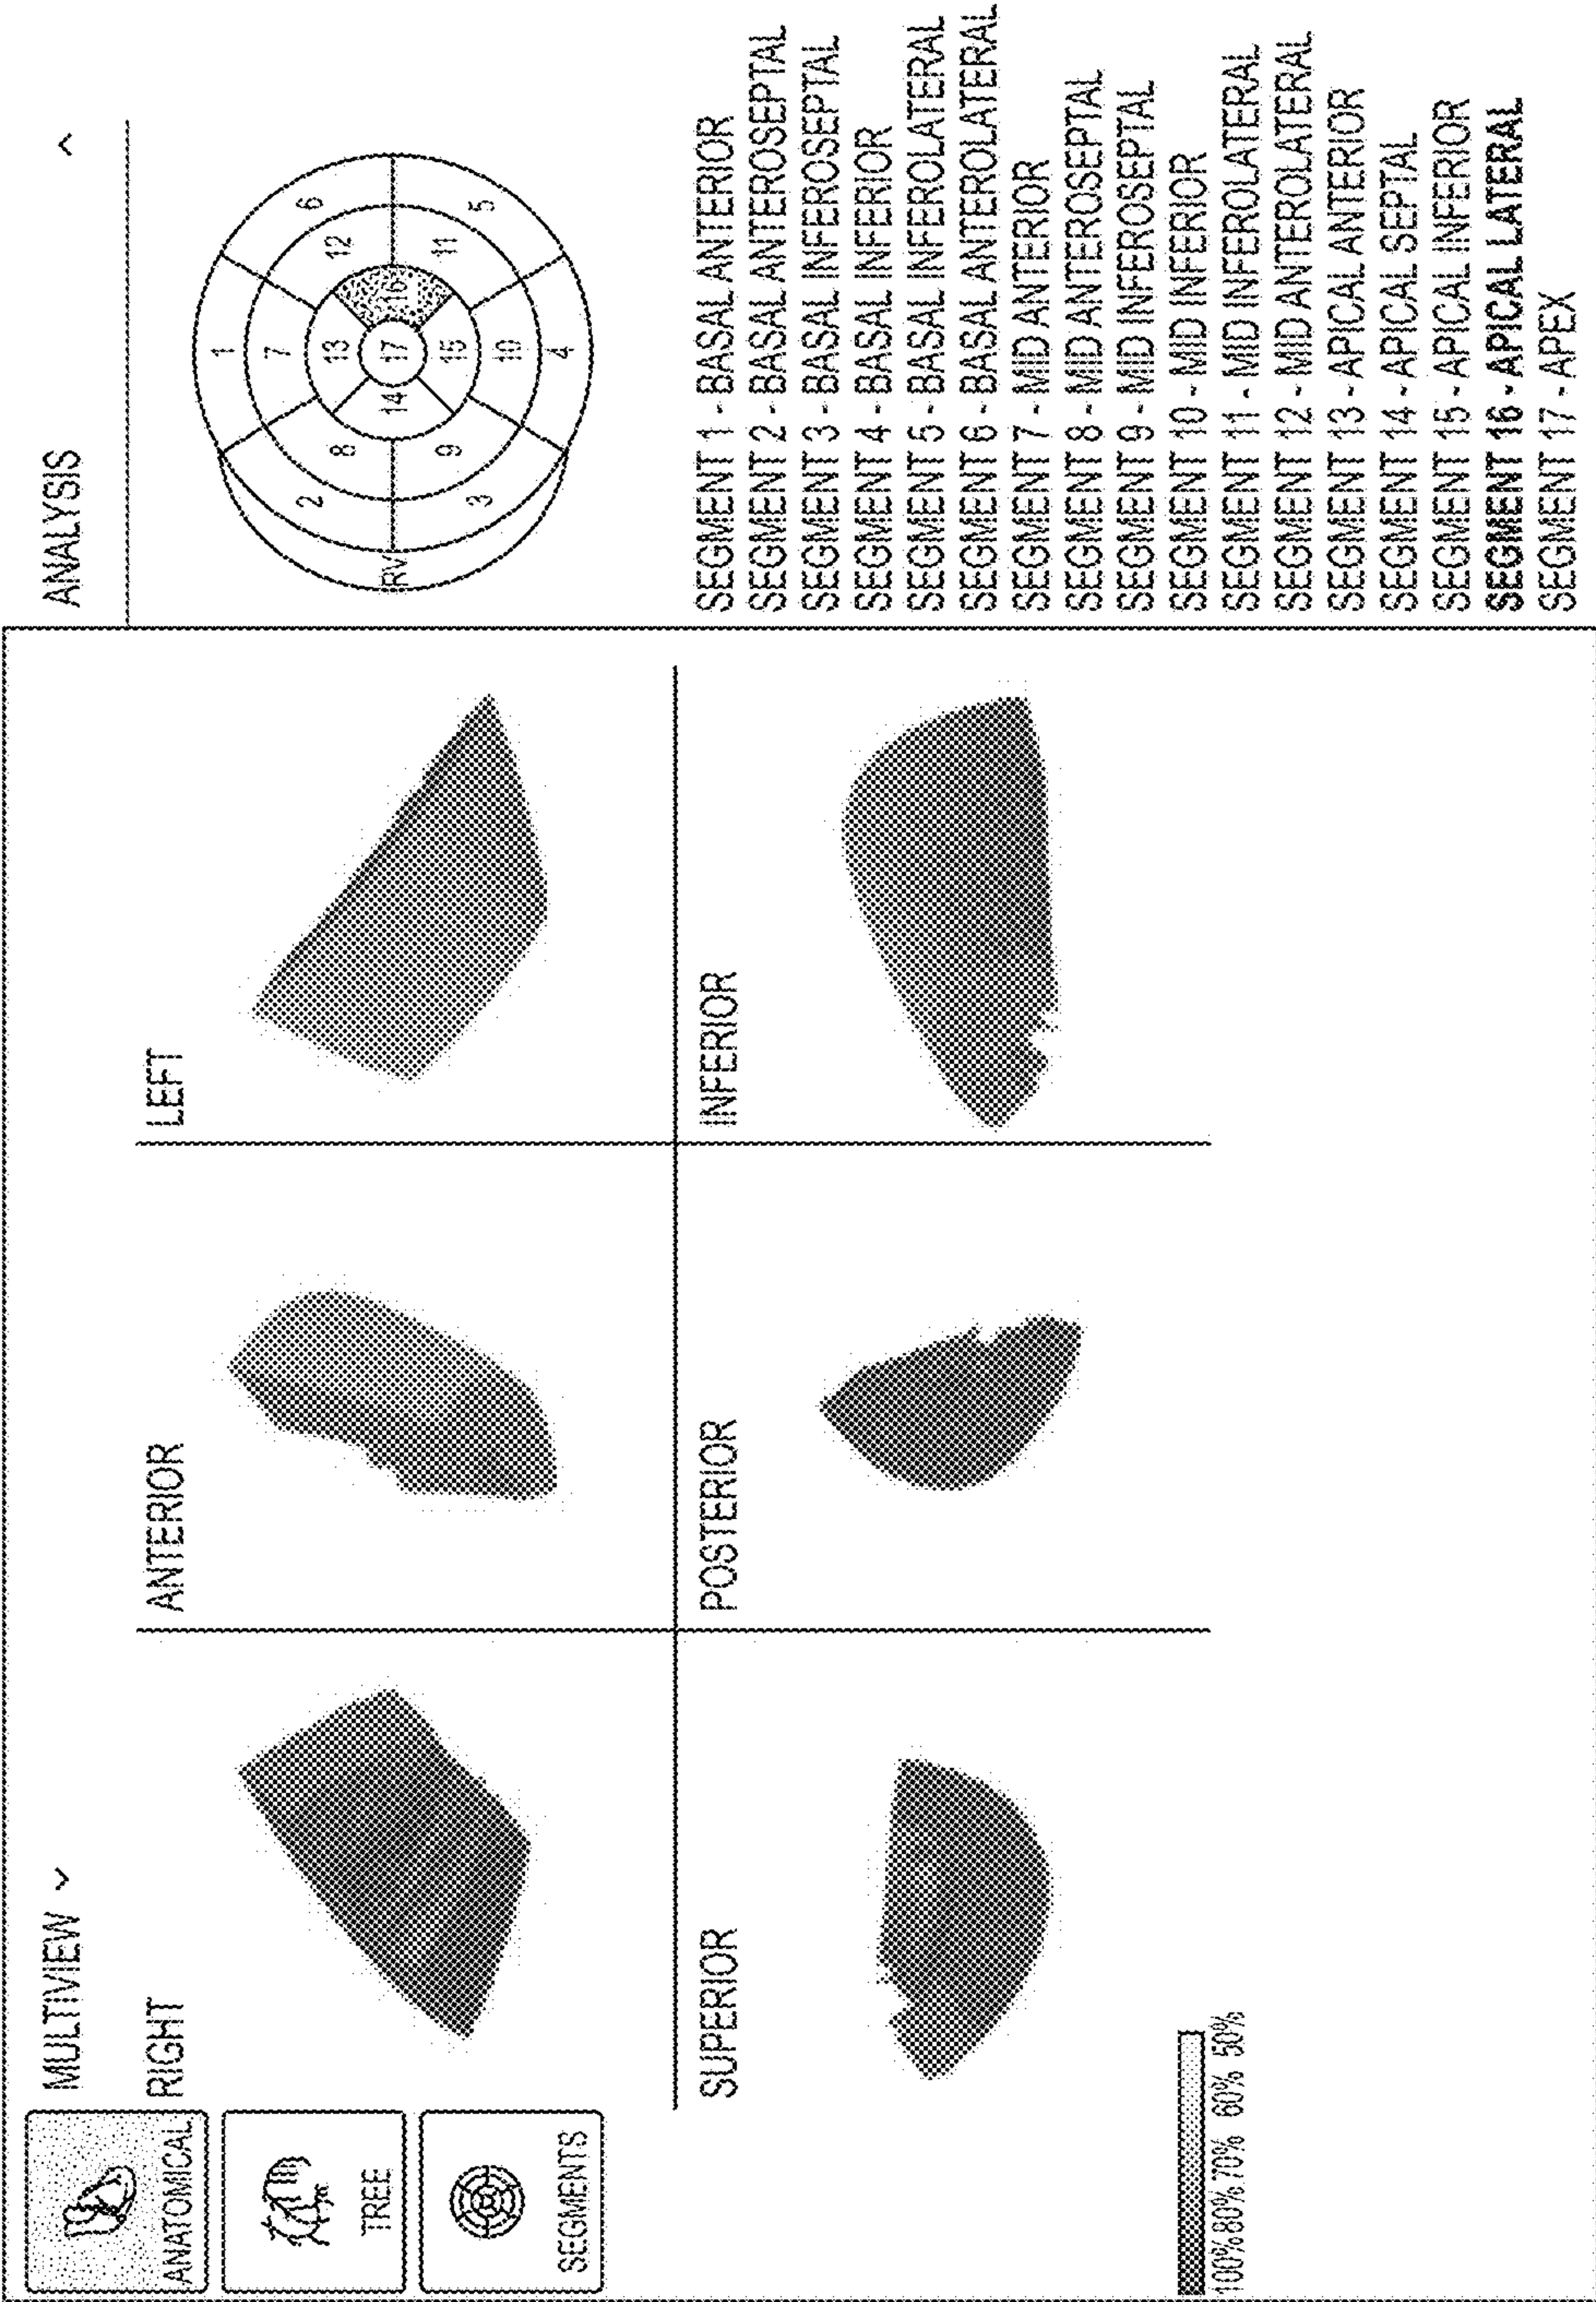 MULTIVIEW ˅
ANATOMICAL
TREE
SEGMENTS
RIGHT
ANTERIOR
LEFT
SUPERIOR
POSTERIOR
INFERIOR
100% 80% 70% 60% 50%
ANALYSIS ^
1
6
2
7
12
8
13
RV
14
17
16
9
15
11
3
10
5
4
SEGMENT 1 - BASAL ANTERIOR
SEGMENT 2 - BASAL ANTEROSEPTAL
SEGMENT 3 - BASAL INFEROSEPTAL
SEGMENT 4 - BASAL INFERIOR
SEGMENT 5 - BASAL INFEROLATERAL
SEGMENT 6 - BASAL ANTEROLATERAL
SEGMENT 7 - MID ANTERIOR
SEGMENT 8 - MID ANTEROSEPTAL
SEGMENT 9 - MID INFEROSEPTAL
SEGMENT 10 - MID INFERIOR
SEGMENT 11 - MID INFEROLATERAL
SEGMENT 12 - MID ANTEROLATERAL
SEGMENT 13 - APICAL ANTERIOR
SEGMENT 14 - APICAL SEPTAL
SEGMENT 15 - APICAL INFERIOR
SEGMENT 16 - APICAL LATERAL
SEGMENT 17 - APEX